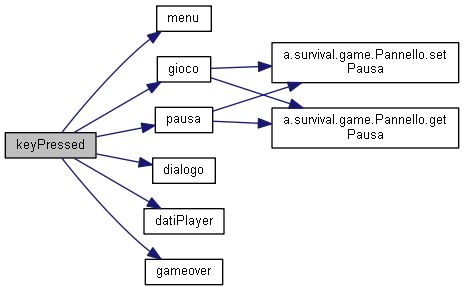 menu
gioco
a.survival.game.Pannello.set
Pausa
pausa
a.survival.game.Pannello.get
Pausa
keyPressed
dialogo
datiPlayer
gameover